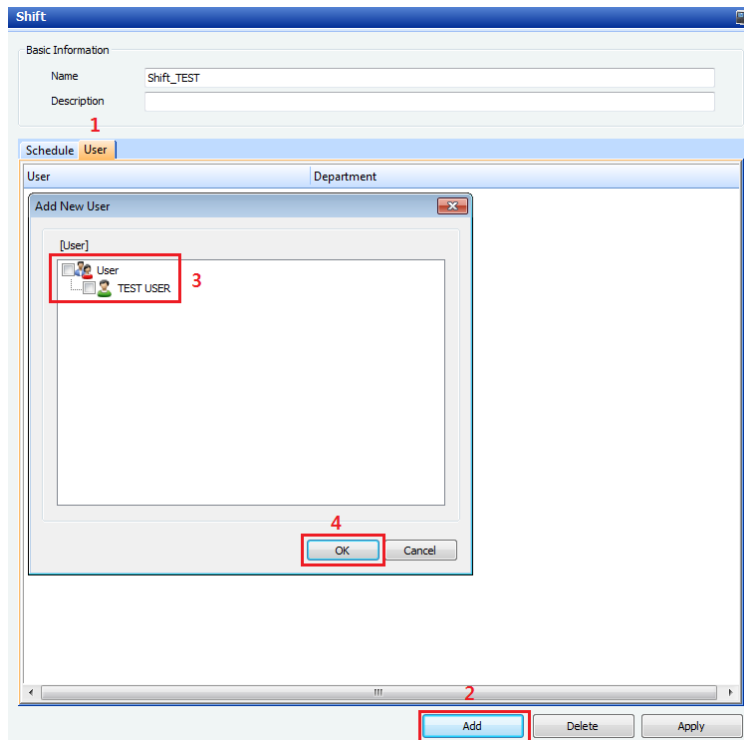 Shift
Basic Information
Name Shift_TEST
Description
1
Schedule User
User Department
Add New User
[User]
User
TEST USER
3
4
OK Cancel
2
Add Delete Apply